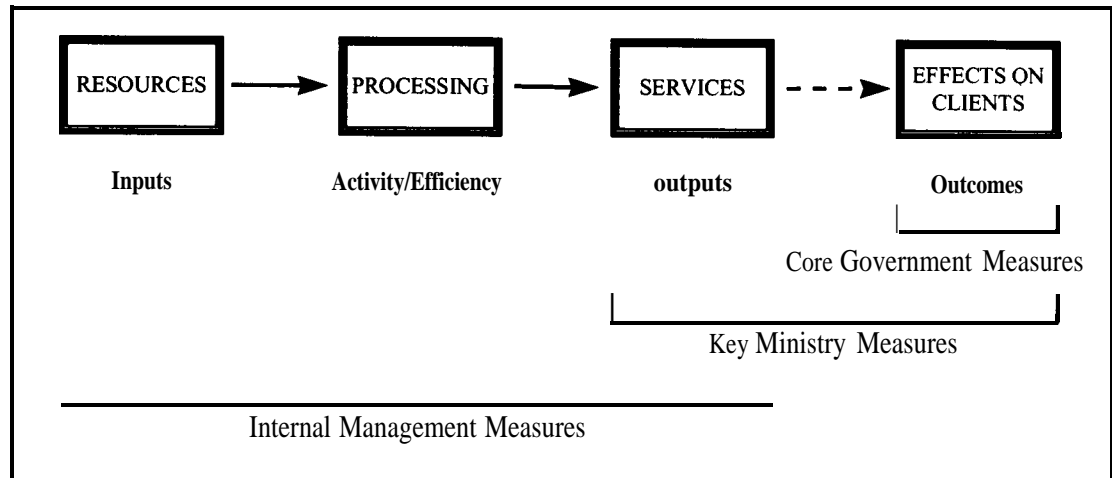 RESOURCES
PROCESSING
SERVICES
EFFECTS ON
CLIENTS
Inputs
Activity/Efficiency
outputs
Outcomes
Core Government Measures
Key Ministry Measures
Internal Management Measures